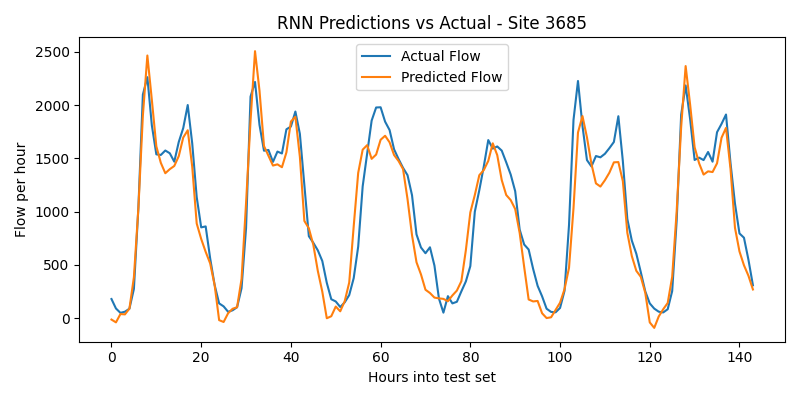 RNN Predictions vs Actual - Site 3685
Actual Flow
Predicted Flow
Flow per hour
2500
2000
1500
1000
500
0
0 20 40 60 80 100 120 140
Hours into test set